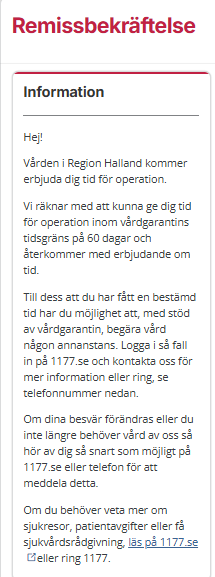 Remissbekräftelse
Information
Hej!
Vården i Region Halland kommer
erbjuda dig tid för operation.
Vi räknar med att kunna ge dig tid
för operation inom vårdgarantins
tidsgräns på 60 dagar och
återkommer med erbjudande om
tid.
Till dess att du har fått en bestämd
tid har du möjlighet att, med stöd
av vårdgarantin, begära vård
någon annanstans. Logga i så fall
in på 1177.se och kontakta oss för
mer information eller ring, se
telefonnummer nedan.
Om dina besvär förändras eller du
inte längre behöver vård av oss så
hör av dig så snart som möjligt på
1177.se eller telefon för att
meddela detta.
Om du behöver veta mer om
sjukresor, patientavgifter eller få
sjukvårdsrådgivning, läs på 1177.se
eller ring 1177.